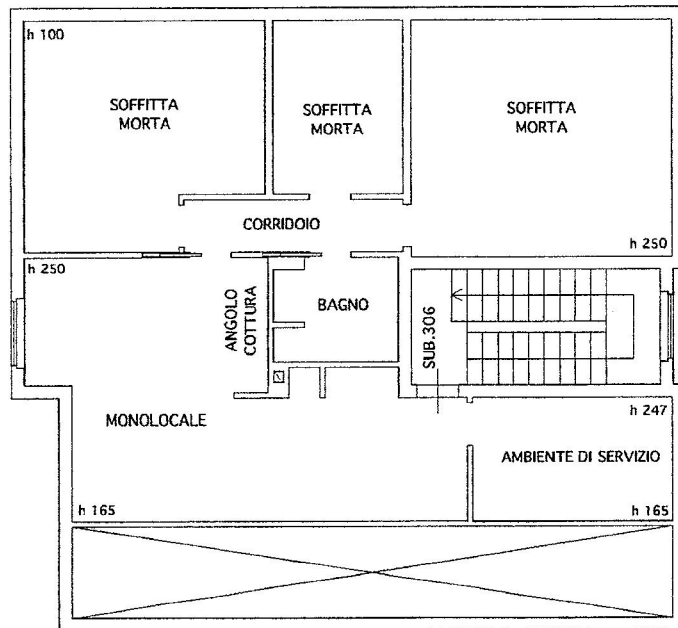 h 100
SOFFITTA
MORTA
SOFFITTA
MORTA
SOFFITTA
MORTA
CORRIDOIO
h 250
h 250
ANGOLO
COTTURA
BAGNO
SUB.306
MONOLOCALE
h 247
AMBIENTE DI SERVIZIO
h 165
h 165